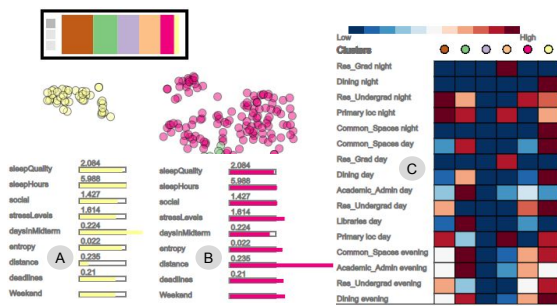 Low High
Clusters
Res_Grad night
Dining night
Res_Undergrad night
Primary loc night
Common_Spaces night
Common_Spaces day
Res_Grad day
Dining day
Academic_Admin day
Res_Undergrad day
Libraries day
Primary loc day
Common_Spaces evening
Academic_Admin evening
Res_Undergrad evening
Dining evening
C
sleepQuality 2.084
sleepHours 5.988
social 1.427
stressLevels 1.814
daysInMidterm 0.224
entropy 0.022
distance 0.235
deadlines 0.21
Weekend
A
sleepQuality 2.084
sleepHours 5.988
social 1.427
stressLevels 1.814
daysInMidterm 0.224
entropy 0.022
distance 0.235
deadlines 0.21
Weekend
B